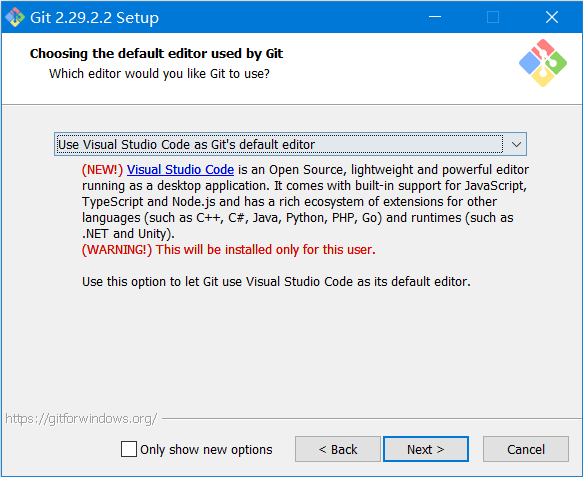 Git 2.29.2.2 Setup
Choosing the default editor used by Git
Which editor would you like Git to use?
Use Visual Studio Code as Git's default editor
(NEW!) Visual Studio Code is an Open Source, lightweight and powerful editor
running as a desktop application. It comes with built-in support for JavaScript,
TypeScript and Node.js and has a rich ecosystem of extensions for other
languages (such as C++, C#, Java, Python, PHP, Go) and runtimes (such as
.NET and Unity).
(WARNING!) This will be installed only for this user.
Use this option to let Git use Visual Studio Code as its default editor.
https://gitforwindows.org/
Only show new options
< Back
Next >
Cancel